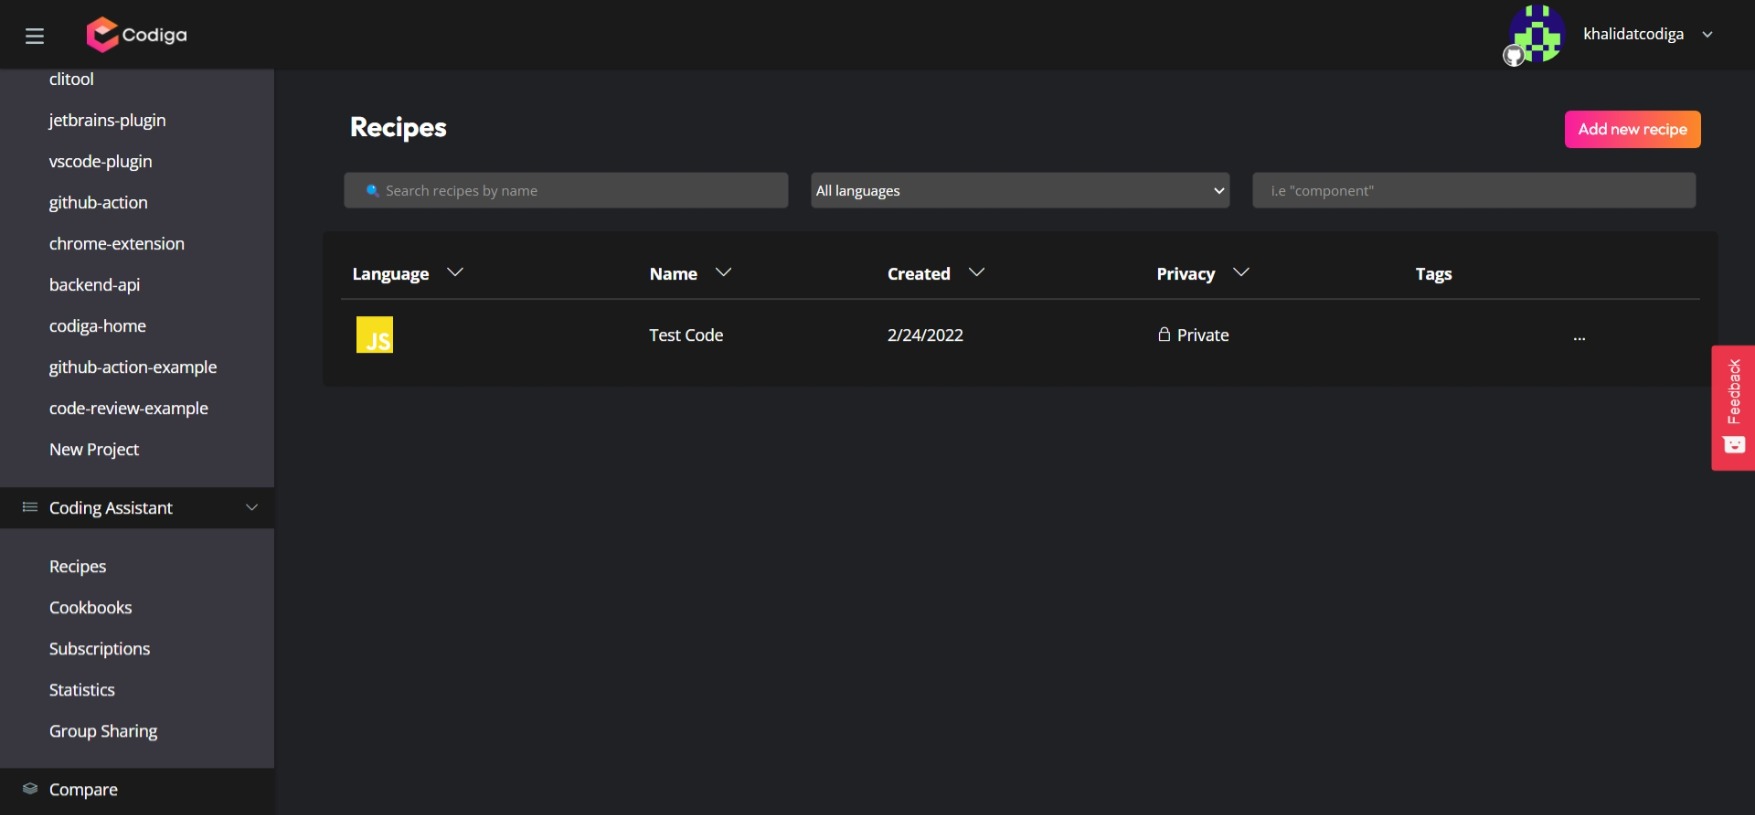 Codiga
khalidatcodiga
clitool
jetbrains-plugin
vscode-plugin
github-action
chrome-extension
backend-api
codiga-home
github-action-example
code-review-example
New Project
Coding Assistant
Recipes
Cookbooks
Subscriptions
Statistics
Group Sharing
Compare
Recipes
Add new recipe
Search recipes by name
All languages
i.e "component"
Language Name Created Privacy Tags
JS Test Code 2/24/2022 Private ...
Feedback